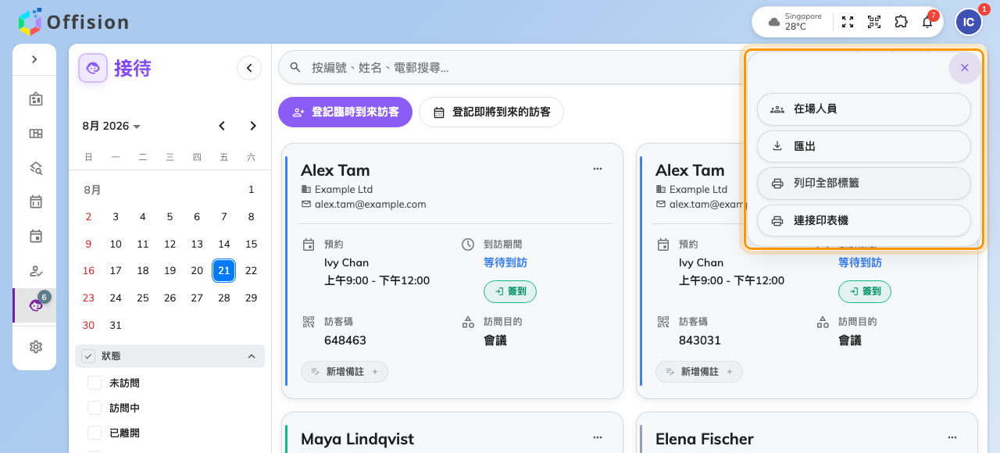 Offision
Singapore
28°C
7
IC
1
接待
按編號、姓名、電郵搜尋...
在場人員
匯出
列印全部標籤
連接印表機
登記臨時到來訪客
登記即將到來的訪客
8月 2026
日 一 二 三 四 五 六
8月 1
2 3 4 5 6 7 8
9 10 11 12 13 14 15
16 17 18 19 20 21 22
23 24 25 26 27 28 29
30 31
6
狀態
未訪問
訪問中
已離開
Alex Tam
Example Ltd
alex.tam@example.com
預約
Ivy Chan
上午9:00 - 下午12:00
到訪期間
等待到訪
簽到
訪客碼
648463
訪問目的
會議
新增備註 +
Alex Tam
Example Ltd
alex.tam@examp
預約
Ivy Chan
上午9:00 - 下午12:00
等待到訪
簽到
訪客碼
843031
訪問目的
會議
新增備註 +
Maya Lindqvist
Elena Fischer